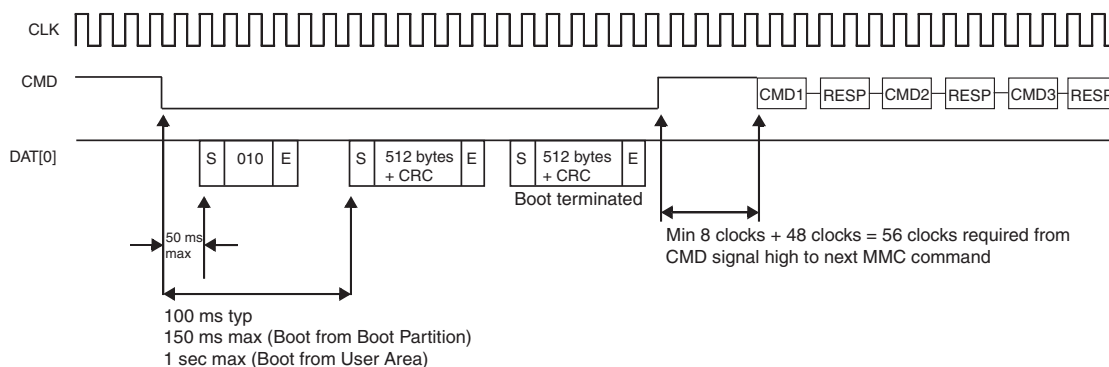 CLK
CMD
CMD1 RESP CMD2 RESP CMD3 RESP
DAT[0]
S 010 E S 512 bytes + CRC E S 512 bytes + CRC E
Boot terminated
50 ms
max
Min 8 clocks + 48 clocks = 56 clocks required from
CMD signal high to next MMC command
100 ms typ
150 ms max (Boot from Boot Partition)
1 sec max (Boot from User Area)